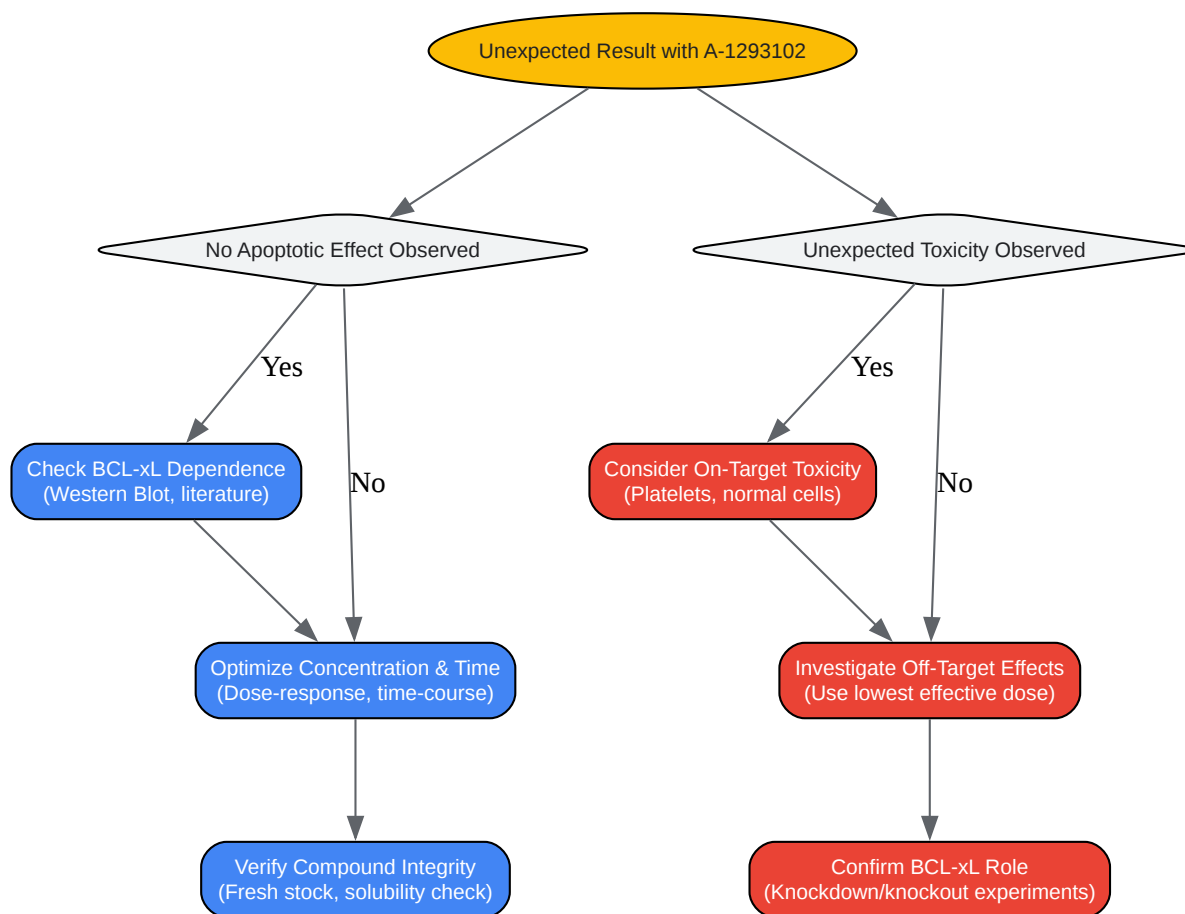 Unexpected Result with A-1293102
No Apoptotic Effect Observed
Unexpected Toxicity Observed
Yes
Yes
Check BCL-xL Dependence
(Western Blot, literature)
No
Consider On-Target Toxicity
(Platelets, normal cells)
No
Optimize Concentration & Time
(Dose-response, time-course)
Investigate Off-Target Effects
(Use lowest effective dose)
Verify Compound Integrity
(Fresh stock, solubility check)
Confirm BCL-xL Role
(Knockdown/knockout experiments)